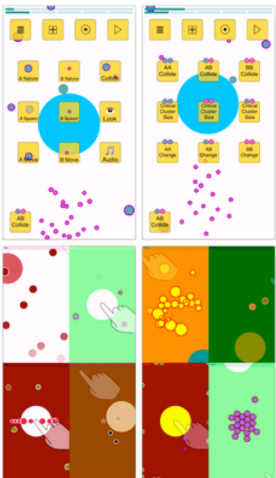 A Nature
B Nature
Collide
A Spawn
B Spawn
Look
A Move
B Move
Audio
AB
Collide
AA
Collide
AB
Collide
BB
Collide
Critical
Cluster
Size
Critical
Cluster
Size
Critical
Cluster
Size
AA
Change
AB
Change
BB
Change
AB
Collide